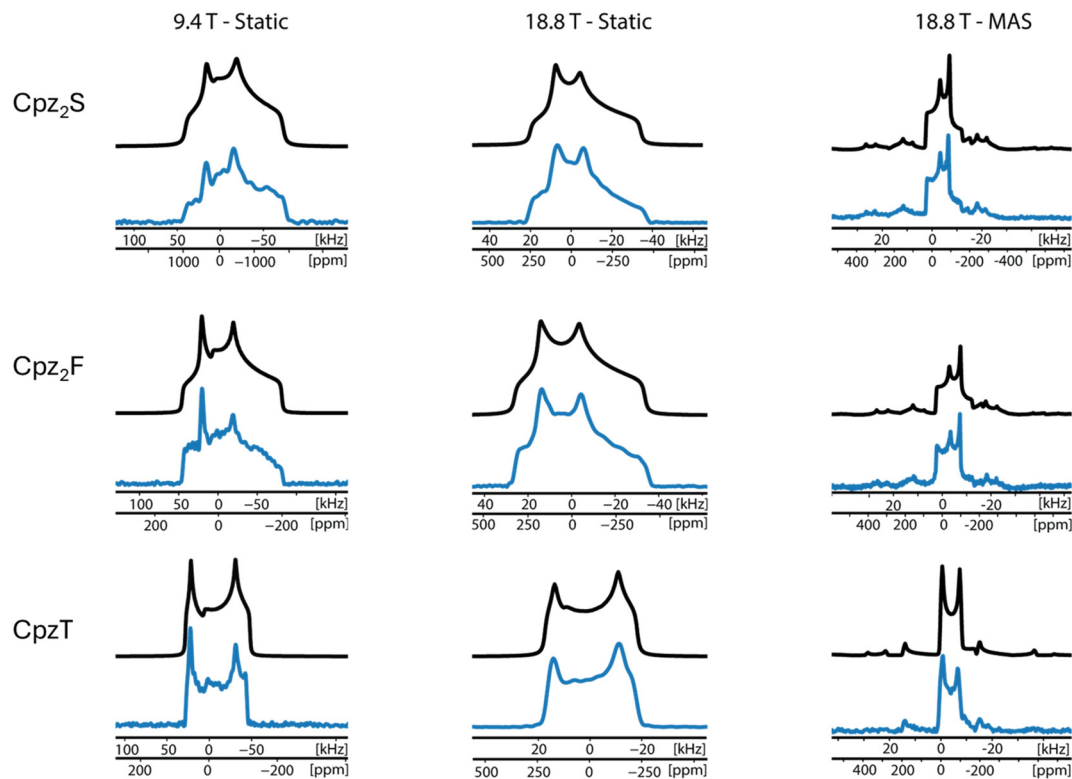 9.4 T - Static 18.8 T - Static 18.8 T - MAS
Cpz₂S
100 50 0 −50 [kHz]
1000 0 −1000 [ppm]
40 20 0 −20 −40 [kHz]
500 250 0 −250 [ppm]
20 0 -20 [kHz]
400 200 0 -200 -400 [ppm]
Cpz₂F
100 50 0 −50 [kHz]
200 0 −200 [ppm]
40 20 0 −20 −40 [kHz]
500 250 0 −250 [ppm]
20 0 -20 [kHz]
400 200 0 -200 [ppm]
CpzT
100 50 0 −50 [kHz]
200 0 −200 [ppm]
20 0 −20 [kHz]
500 250 0 −250 [ppm]
20 0 -20 [kHz]
200 0 -200 [ppm]